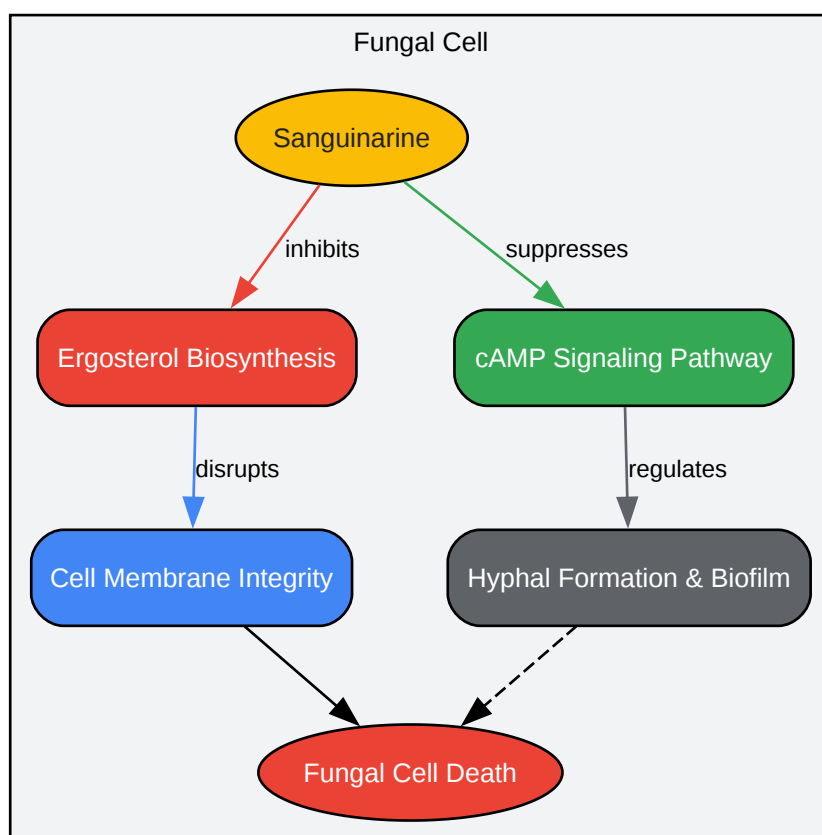 Fungal Cell
Sanguinarine
inhibits
suppresses
Ergosterol Biosynthesis
cAMP Signaling Pathway
disrupts
regulates
Cell Membrane Integrity
Hyphal Formation & Biofilm
Fungal Cell Death